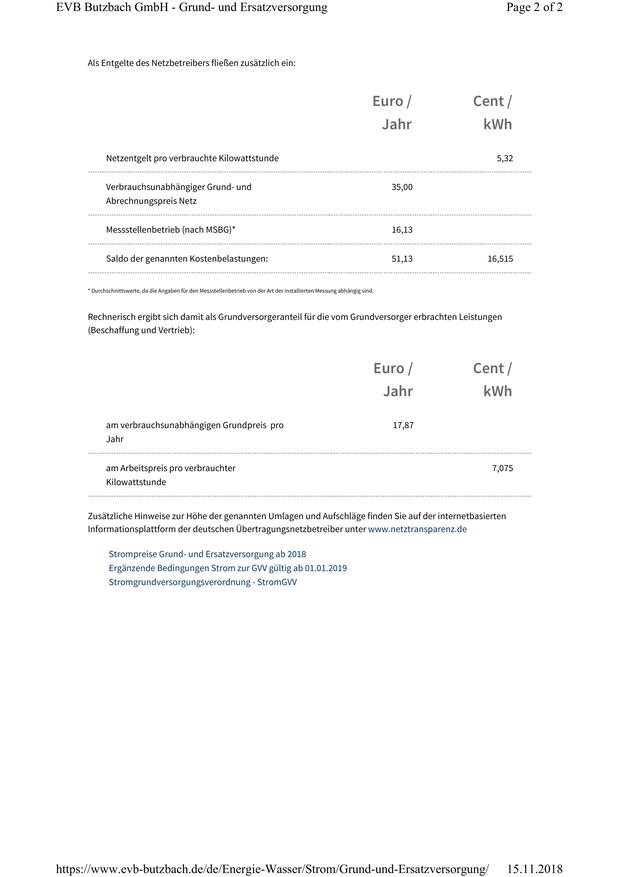 EVB Butzbach GmbH - Grund- und Ersatzversorgung Page 2 of 2
Als Entgelte des Netzbetreibers fließen zusätzlich ein:
Euro / Cent /
Jahr kWh
Netzentgelt pro verbrauchte Kilowattstunde 5,32
Verbrauchsunabhängiger Grund- und 35,00
Abrechnungspreis Netz
Messstellenbetrieb (nach MSBG)* 16,13
Saldo der genannten Kostenbelastungen: 51,13 16,515
* Durchschnittswerte, da die Angaben für den Messstellenbetrieb von der Art der installierten Messung abhängig sind.
Rechnerisch ergibt sich damit als Grundversorgeranteil für die vom Grundversorger erbrachten Leistungen
(Beschaffung und Vertrieb):
Euro / Cent /
Jahr kWh
am verbrauchsunabhängigen Grundpreis pro 17,87
Jahr
am Arbeitspreis pro verbrauchter 7,075
Kilowattstunde
Zusätzliche Hinweise zur Höhe der genannten Umlagen und Aufschläge finden Sie auf der internetbasierten
Informationsplattform der deutschen Übertragungsnetzbetreiber unter www.netztransparenz.de
Strompreise Grund- und Ersatzversorgung ab 2018
Ergänzende Bedingungen Strom zur GVV gültig ab 01.01.2019
Stromgrundversorgungsverordnung - StromGVV
https://www.evb-butzbach.de/de/Energie-Wasser/Strom/Grund-und-Ersatzversorgung/ 15.11.2018